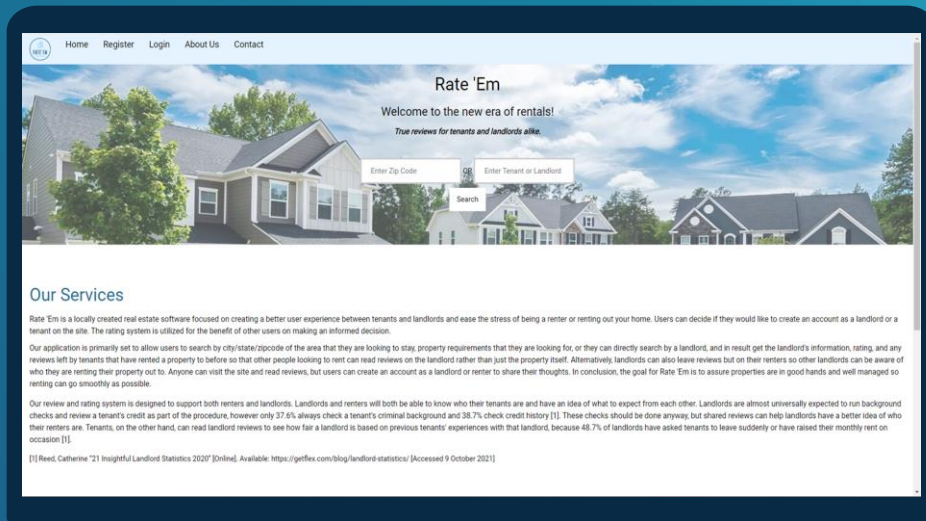 RATE 'EM
Home Register Login About Us Contact
Rate 'Em
Welcome to the new era of rentals!
True reviews for tenants and landlords alike.
Enter Zip Code OR Enter Tenant or Landlord
Search
Our Services
Rate 'Em is a locally created real estate software focused on creating a better user experience between tenants and landlords and ease the stress of being a renter or renting out your home. Users can decide if they would like to create an account as a landlord or a
tenant on the site. The rating system is utilized for the benefit of other users on making an informed decision.
Our application is primarily set to allow users to search by city/state/zipcode of the area that they are looking to stay, property requirements that they are looking for, or they can directly search by a landlord, and in result get the landlord's information, rating, and any
reviews left by tenants that have rented a property to before so that other people looking to rent can read reviews on the landlord rather than just the property itself. Alternatively, landlords can also leave reviews but on their renters so other landlords can be aware of
who they are renting their property out to. Anyone can visit the site and read reviews, but users can create an account as a landlord or renter to share their thoughts. In conclusion, the goal for Rate 'Em is to assure properties are in good hands and well managed so
renting can go smoothly as possible.
Our review and rating system is designed to support both renters and landlords. Landlords and renters will both be able to know who their tenants are and have an idea of what to expect from each other. Landlords are almost universally expected to run background
checks and review a tenant's credit as part of the procedure, however only 37.6% always check a tenant's criminal background and 38.7% check credit history [1]. These checks should be done anyway, but shared reviews can help landlords have a better idea of who
their renters are. Tenants, on the other hand, can read landlord reviews to see how fair a landlord is based on previous tenants' experiences with that landlord, because 48.7% of landlords have asked tenants to leave suddenly or have raised their monthly rent on
occasion [1].
[1] Reed, Catherine "21 Insightful Landlord Statistics 2020" [Online]. Available: https://getflex.com/blog/landlord-statistics/ [Accessed 9 October 2021]